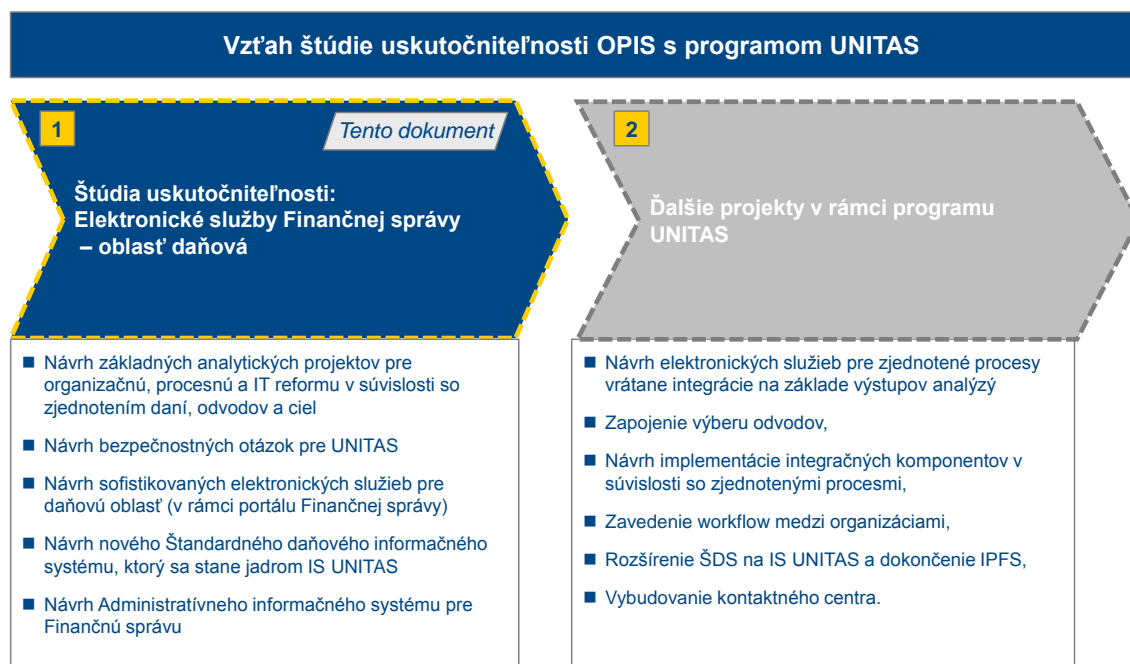 Vzťah štúdie uskutočniteľnosti OPIS s programom UNITAS
1
Tento dokument
Štúdia uskutočniteľnosti:
Elektronické služby Finančnej správy
– oblasť daňová
■ Návrh základných analytických projektov pre
organizačnú, procesnú a IT reformu v súvislosti so
zjednotením daní, odvodov a ciel
■ Návrh bezpečnostných otázok pre UNITAS
■ Návrh sofistikovaných elektronických služieb pre
daňovú oblasť (v rámci portálu Finančnej správy)
■ Návrh nového Štandardného daňového informačného
systému, ktorý sa stane jadrom IS UNITAS
■ Návrh Administratívneho informačného systému pre
Finančnú správu
2
Ďalšie projekty v rámci programu
UNITAS
■ Návrh elektronických služieb pre zjednotené procesy
vrátane integrácie na základe výstupov analýzý
■ Zapojenie výberu odvodov,
■ Návrh implementácie integračných komponentov v
súvislosti so zjednotenými procesmi,
■ Zavedenie workflow medzi organizáciami,
■ Rozšírenie ŠDS na IS UNITAS a dokončenie IPFS,
■ Vybudovanie kontaktného centra.